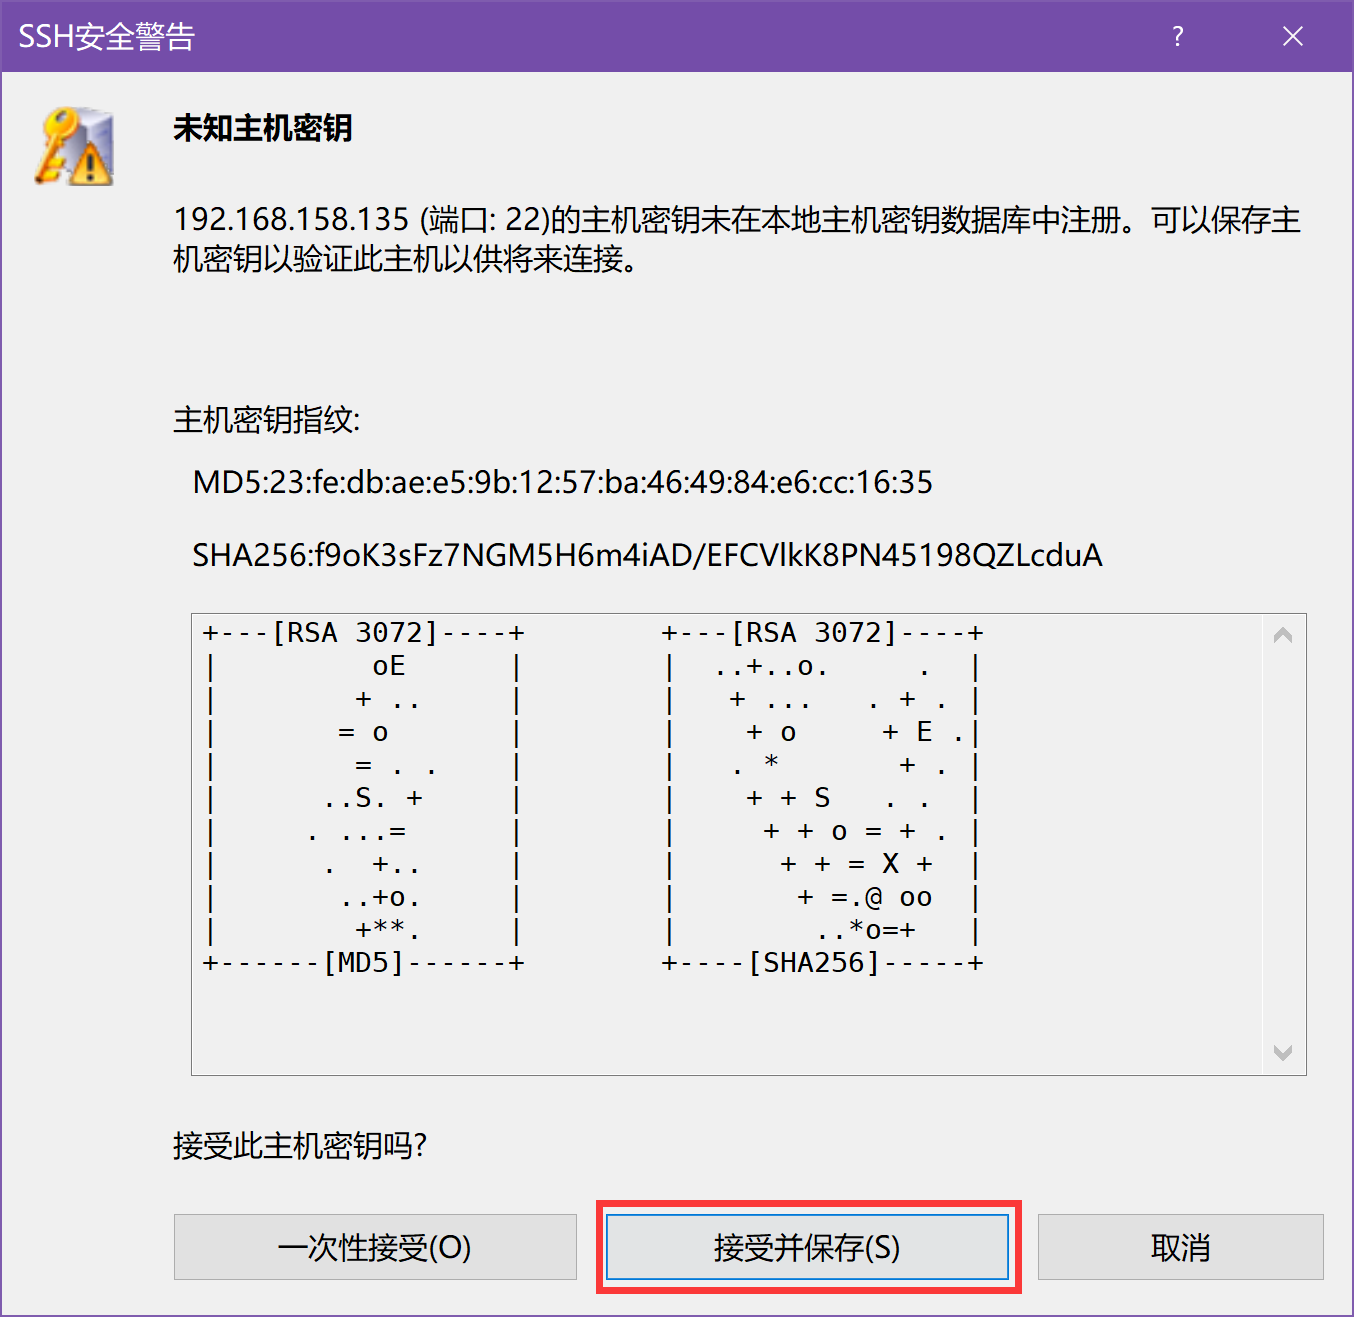 SSH安全警告
?
未知主机密钥
192.168.158.135 (端口: 22)的主机密钥未在本地主机密钥数据库中注册。可以保存主
机密钥以验证此主机以供将来连接。
主机密钥指纹:
MD5:23:fe:db:ae:e5:9b:12:57:ba:46:49:84:e6:cc:16:35
SHA256:f9oK3sFz7NGM5H6m4iAD/EFCVlkK8PN45198QZLcduA
+---[RSA 3072]----+        +---[RSA 3072]----+
|         oE      |        |  ..+..o.     .  |
|        + ..     |        |   + ...   . + . |
|       = o       |        |    + o     + E .|
|        = . .    |        |   . *       + . |
|      ..S. +     |        |    + + S   . .  |
|     . ...=      |        |     + + o = + . |
|      .  +..     |        |      + + = X +  |
|       ..+o.     |        |       + =.@ oo  |
|        +**.     |        |        ..*o=+   |
+------[MD5]------+        +----[SHA256]-----+
接受此主机密钥吗?
一次性接受(O) 接受并保存(S) 取消